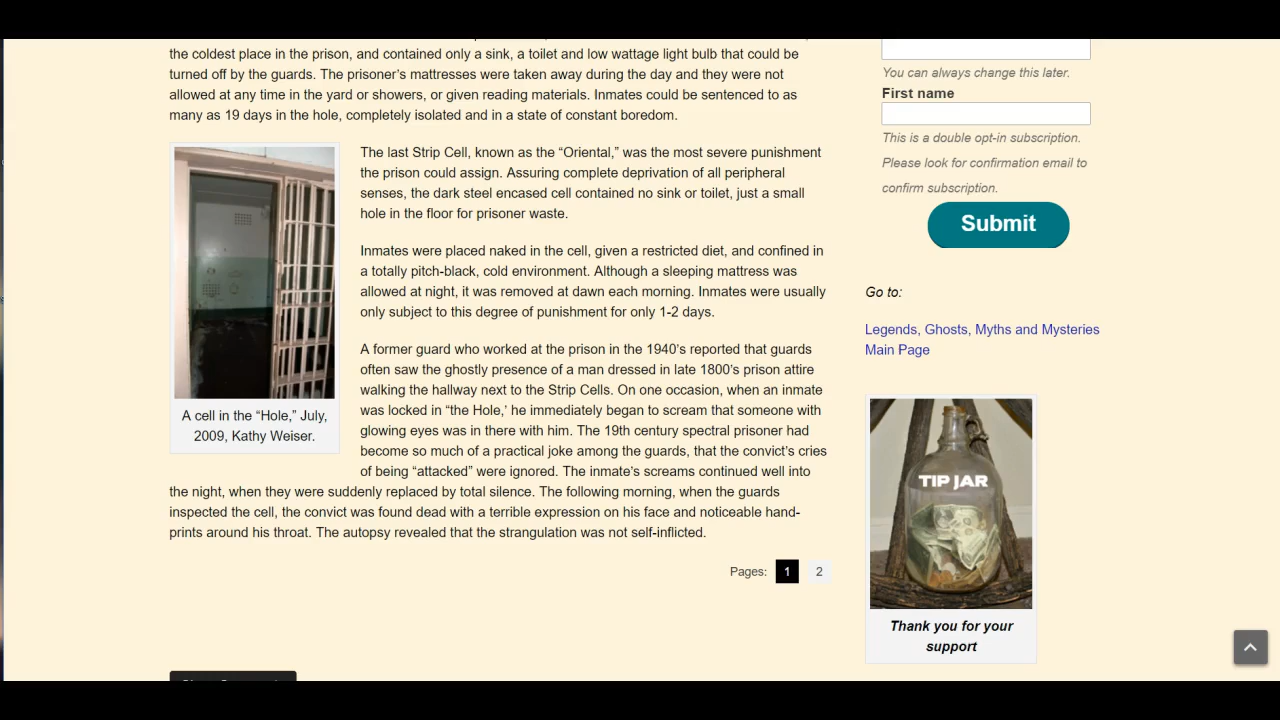 the coldest place in the prison, and contained only a sink, a toilet and low wattage light bulb that could be
turned off by the guards. The prisoner’s mattresses were taken away during the day and they were not
allowed at any time in the yard or showers, or given reading materials. Inmates could be sentenced to as
many as 19 days in the hole, completely isolated and in a state of constant boredom.
The last Strip Cell, known as the “Oriental,” was the most severe punishment
the prison could assign. Assuring complete deprivation of all peripheral
senses, the dark steel encased cell contained no sink or toilet, just a small
hole in the floor for prisoner waste.
Inmates were placed naked in the cell, given a restricted diet, and confined in
a totally pitch-black, cold environment. Although a sleeping mattress was
allowed at night, it was removed at dawn each morning. Inmates were usually
only subject to this degree of punishment for only 1-2 days.
A former guard who worked at the prison in the 1940’s reported that guards
often saw the ghostly presence of a man dressed in late 1800’s prison attire
walking the hallway next to the Strip Cells. On one occasion, when an inmate
was locked in “the Hole,’ he immediately began to scream that someone with
glowing eyes was in there with him. The 19th century spectral prisoner had
become so much of a practical joke among the guards, that the convict’s cries
of being “attacked” were ignored. The inmate’s screams continued well into
the night, when they were suddenly replaced by total silence. The following morning, when the guards
inspected the cell, the convict was found dead with a terrible expression on his face and noticeable hand-
prints around his throat. The autopsy revealed that the strangulation was not self-inflicted.
A cell in the “Hole,” July,
2009, Kathy Weiser.
Pages: 1 2
You can always change this later.
First name
This is a double opt-in subscription.
Please look for confirmation email to
confirm subscription.
Submit
Go to:
Legends, Ghosts, Myths and Mysteries
Main Page
TIP JAR
Thank you for your
support